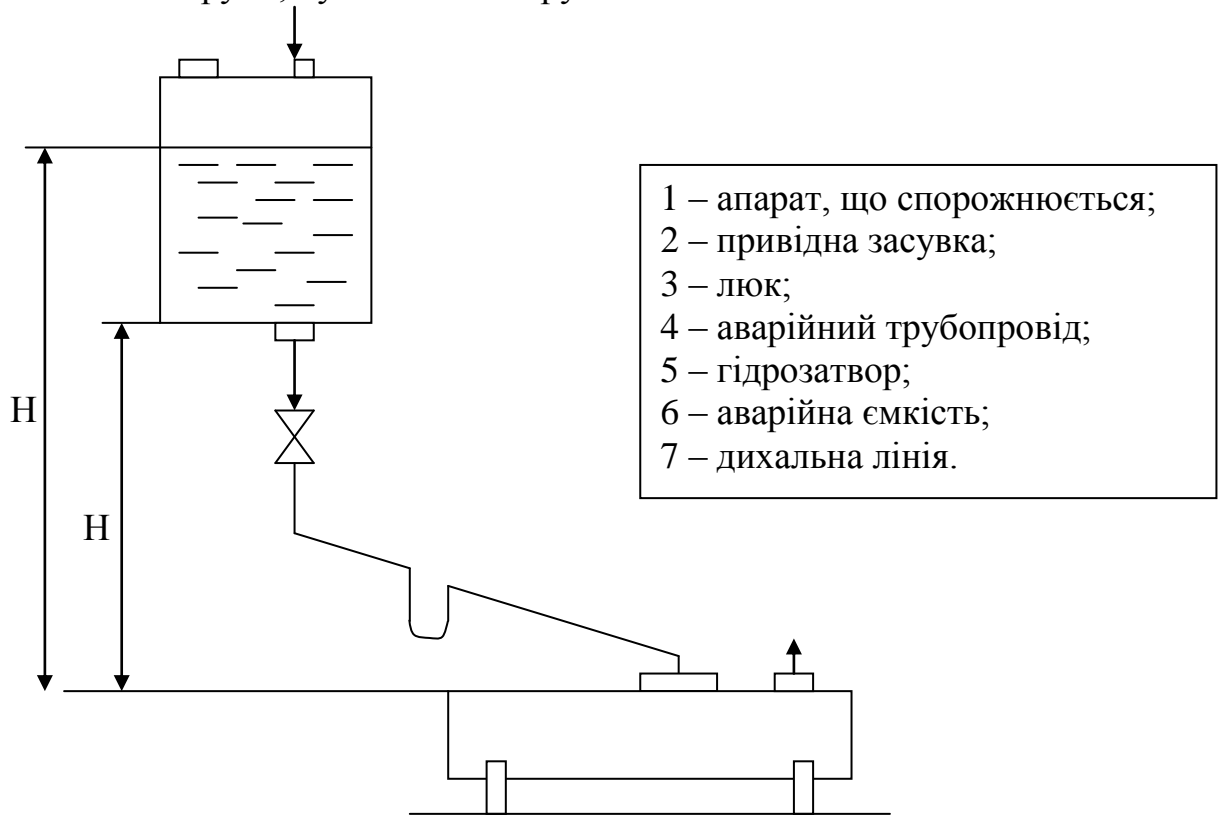 1 – апарат, що спорожнюється;
2 – привідна засувка;
3 – люк;
4 – аварійний трубопровід;
5 – гідрозатвор;
6 – аварійна ємкість;
7 – дихальна лінія.
Н
Н